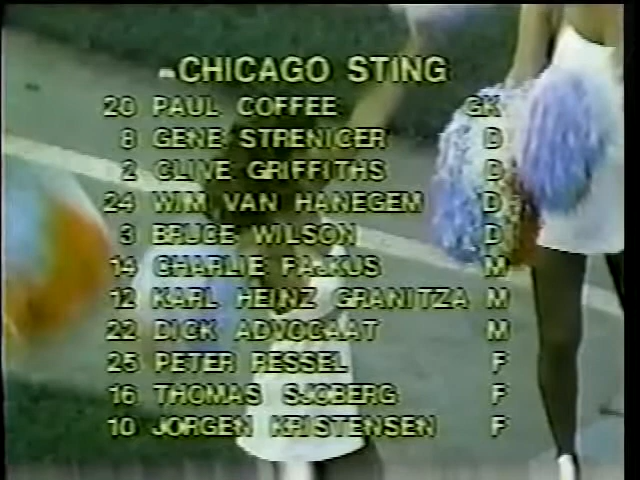 CHICAGO STING
20 PAUL COFFEE GK
8 GENE STRENICER D
2 CLIVE GRIFFITHS D
24 WIM VAN HANEGEM D
3 BRUCE WILSON D
14 CHARLIE FAJKUS M
12 KARL HEINZ GRANITZA M
22 DICK ADVOCAAT M
25 PETER RESSEL F
16 THOMAS SJOBERG F
10 JORGEN KRISTENSEN F